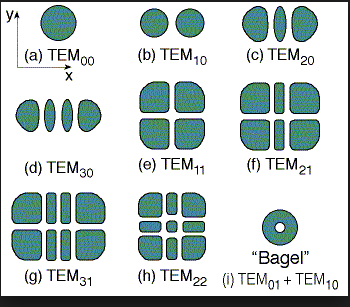 y
x
(a) TEM00
(b) TEM10
(c) TEM20
(d) TEM30
(e) TEM11
(f) TEM21
(g) TEM31
(h) TEM22
“Bagel”
(i) TEM01 + TEM10